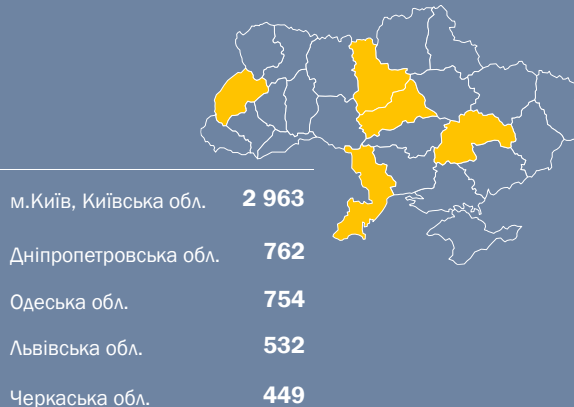 м.Київ, Київська обл. 2 963
Дніпропетровська обл. 762
Одеська обл. 754
Львівська обл. 532
Черкаська обл. 449